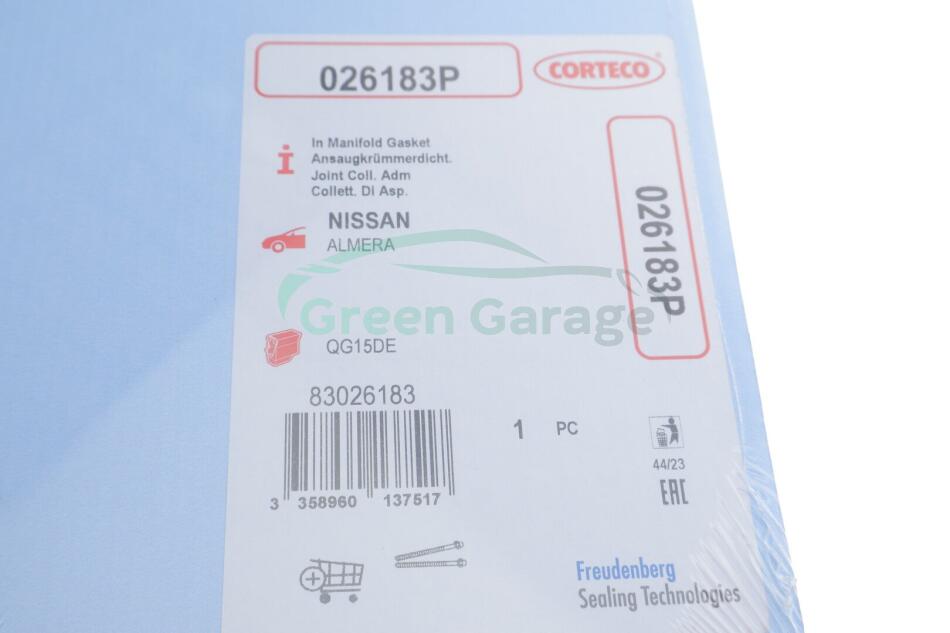 026183P
CORTECO
In Manifold Gasket
Ansaugkrümmerdicht.
Joint Coll. Adm
Collett. Di Asp.
026183P
NISSAN
ALMERA
Green Garage
QG15DE
83026183
3 358960 137517
1 PC
44/23
EAC
Freudenberg
Sealing Technologies